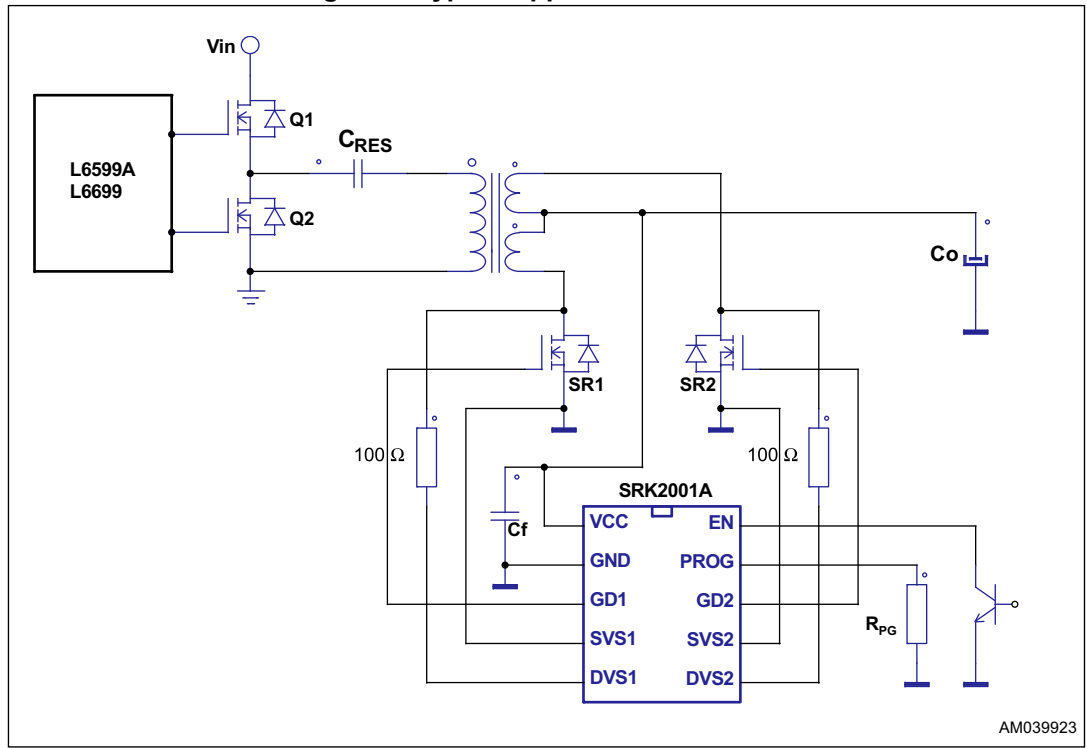 Vin
Q1
L6599A
L6699
CRES
Q2
Co
SR1
SR2
100 Ω
100 Ω
SRK2001A
Cf
VCC
EN
GND
PROG
GD1
GD2
RPG
SVS1
SVS2
DVS1
DVS2
AM039923